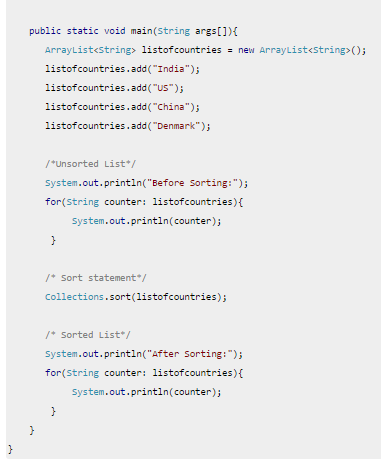 public static void main(String args[]){
ArrayList<String> listofcountries = new ArrayList<String>();
listofcountries.add("India");
listofcountries.add("US");
listofcountries.add("China");
listofcountries.add("Denmark");
/*Unsorted List*/
System.out.println("Before Sorting:");
for(String counter: listofcountries){
System.out.println(counter);
}
/* Sort statement*/
Collections.sort(listofcountries);
/* Sorted List*/
System.out.println("After Sorting:");
for(String counter: listofcountries){
System.out.println(counter);
}
}
}